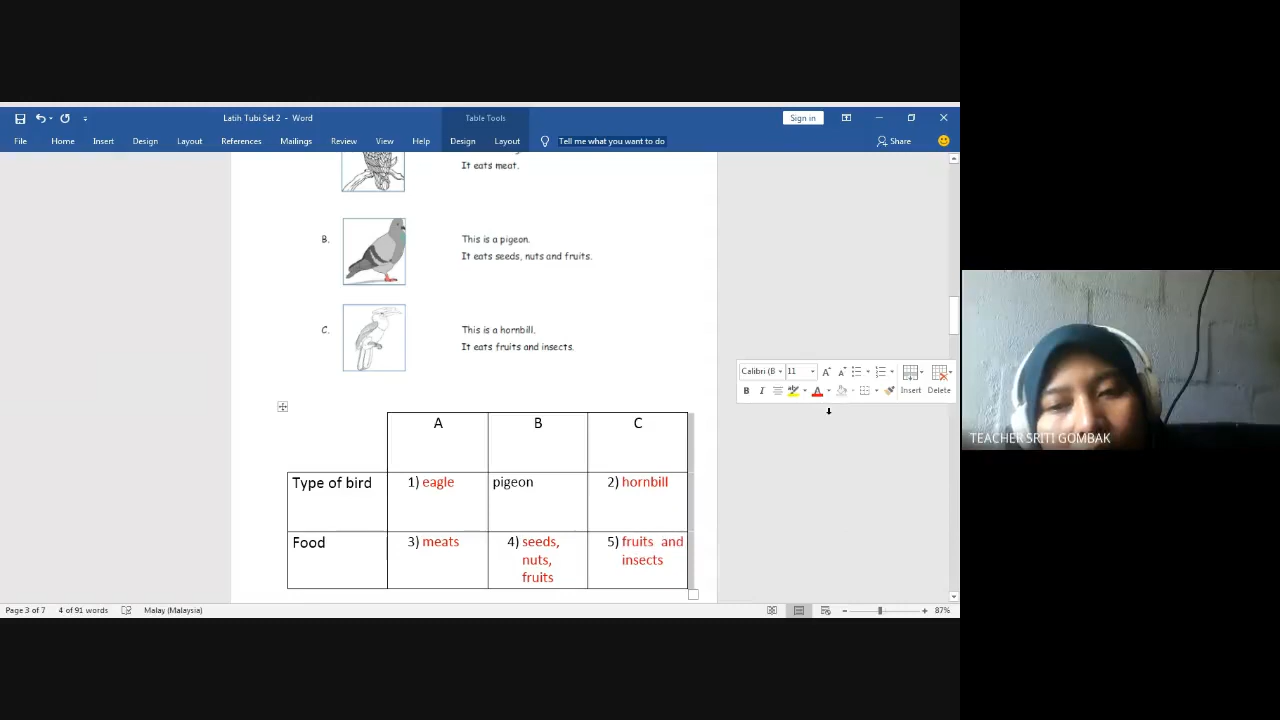 Latih Tubi Set 2 - Word
Table Tools
Sign in
File Home Insert Design Layout References Mailings Review View Help Design Layout Tell me what you want to do Share
It eats meat.
B.
This is a pigeon.
It eats seeds, nuts and fruits.
C.
This is a hornbill.
It eats fruits and insects.
Calibri (B 11
B I Insert Delete
A B C
Type of bird 1) eagle pigeon 2) hornbill
Food 3) meats 4) seeds, nuts, fruits 5) fruits and insects
TEACHER SRITI GOMBAK
Page 3 of 7 4 of 91 words Malay (Malaysia) 87%